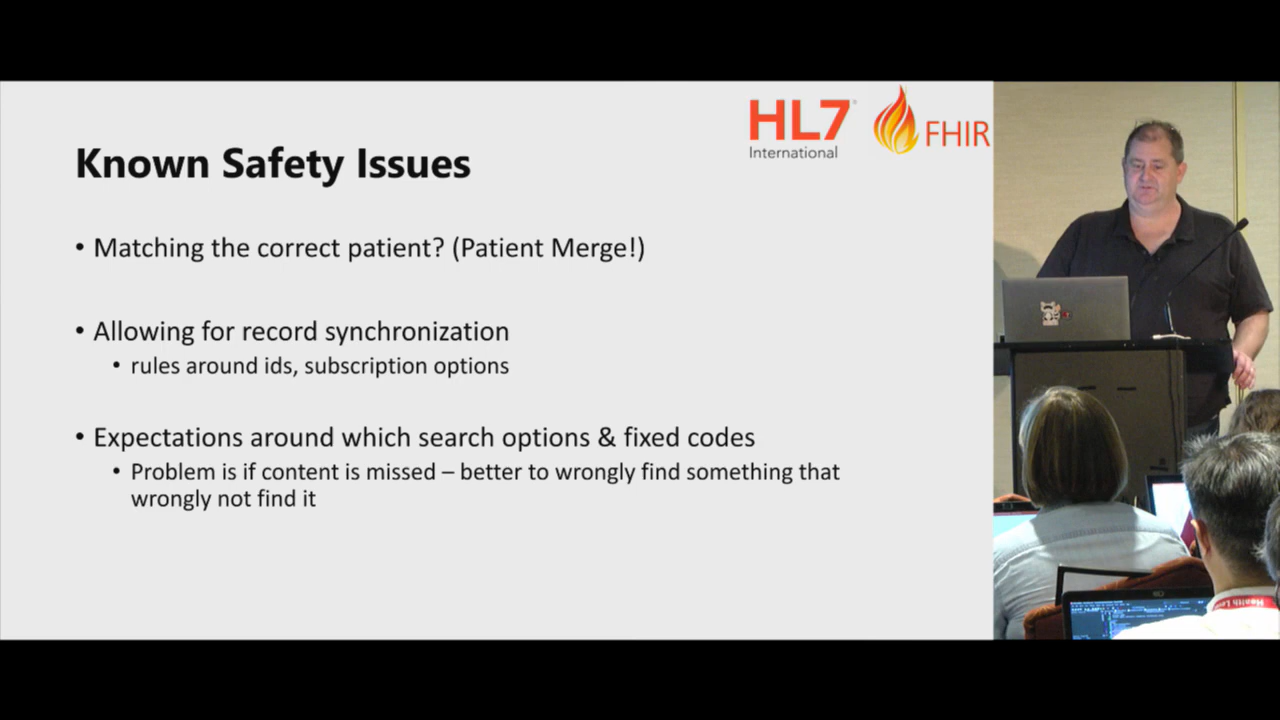 HL7
International
FHIR
Known Safety Issues
• Matching the correct patient? (Patient Merge!)
• Allowing for record synchronization
• rules around ids, subscription options
• Expectations around which search options & fixed codes
• Problem is if content is missed – better to wrongly find something that
wrongly not find it